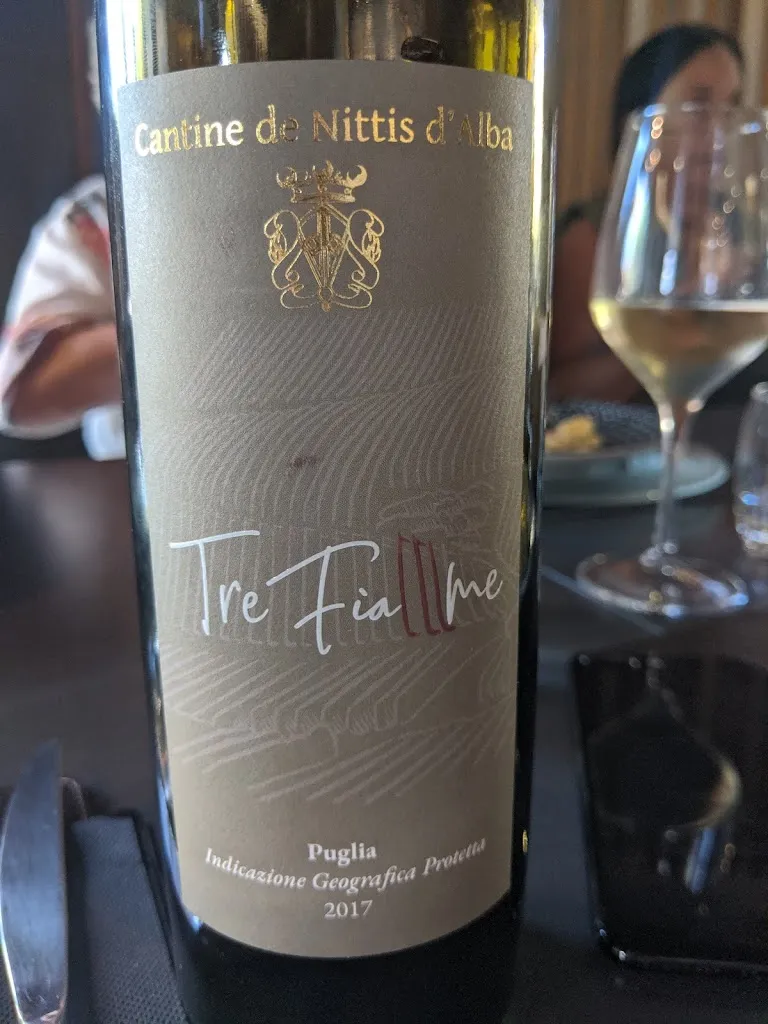 Cantine de Nittis d'Alba
Tre Fiamme
Puglia
Indicazione Geografica Protetta
2017